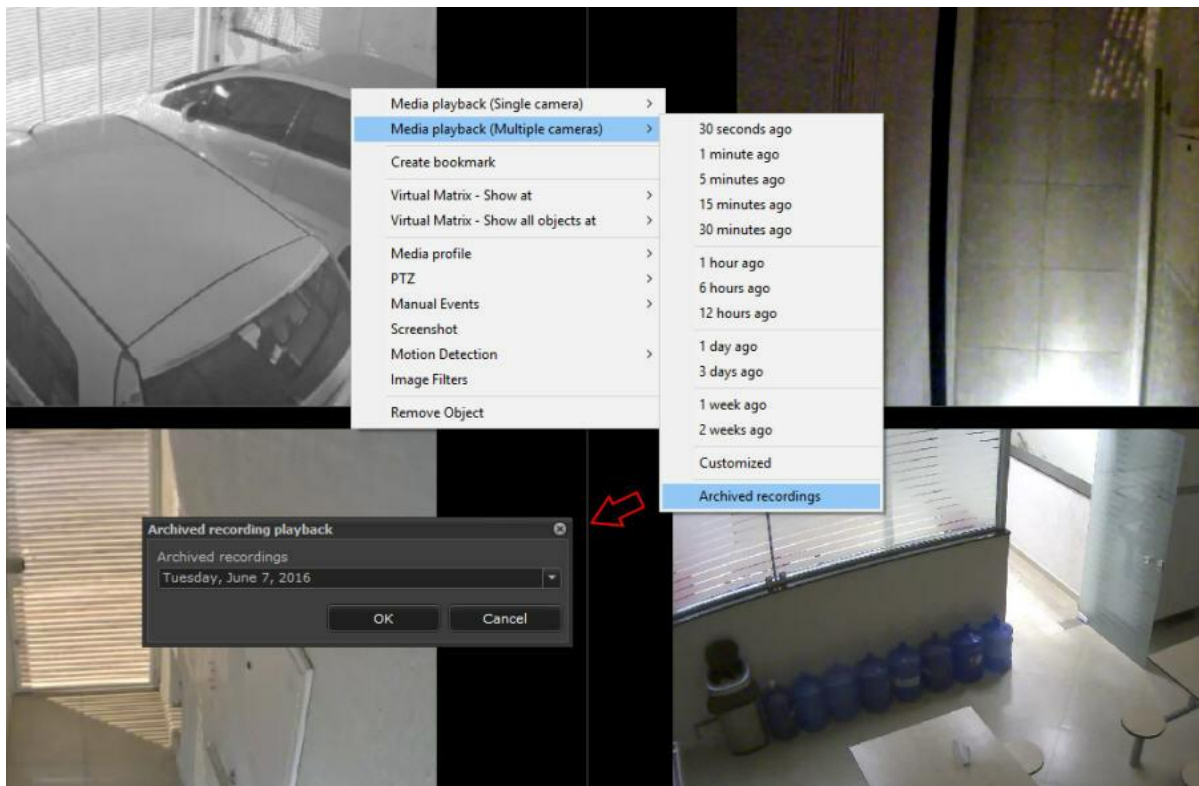 Media playback (Single camera)
Media playback (Multiple cameras)
Create bookmark
Virtual Matrix - Show at
Virtual Matrix - Show all objects at
Media profile
PTZ
Manual Events
Screenshot
Motion Detection
Image Filters
Remove Object
30 seconds ago
1 minute ago
5 minutes ago
15 minutes ago
30 minutes ago
1 hour ago
6 hours ago
12 hours ago
1 day ago
3 days ago
1 week ago
2 weeks ago
Customized
Archived recordings
Archived recording playback
Archived recordings
Tuesday, June 7, 2016
OK Cancel